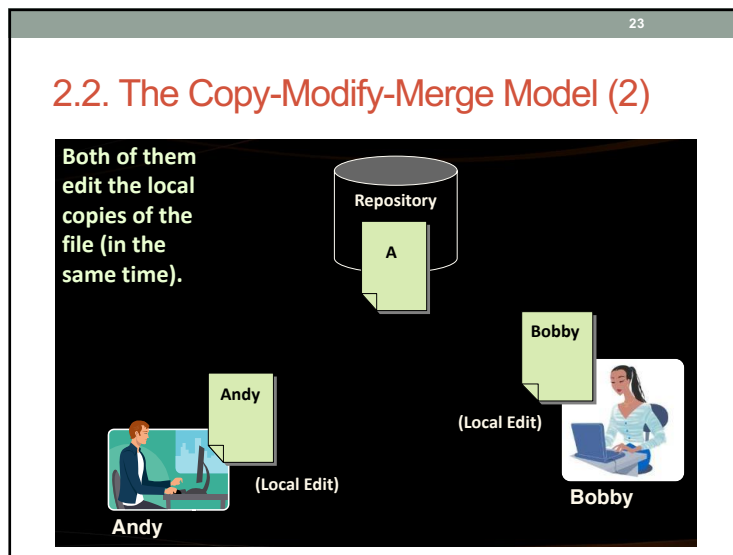 23
2.2. The Copy-Modify-Merge Model (2)
Both of them
edit the local
copies of the
file (in the
same time).
Repository
A
Bobby
Andy
(Local Edit)
(Local Edit)
Bobby
Andy